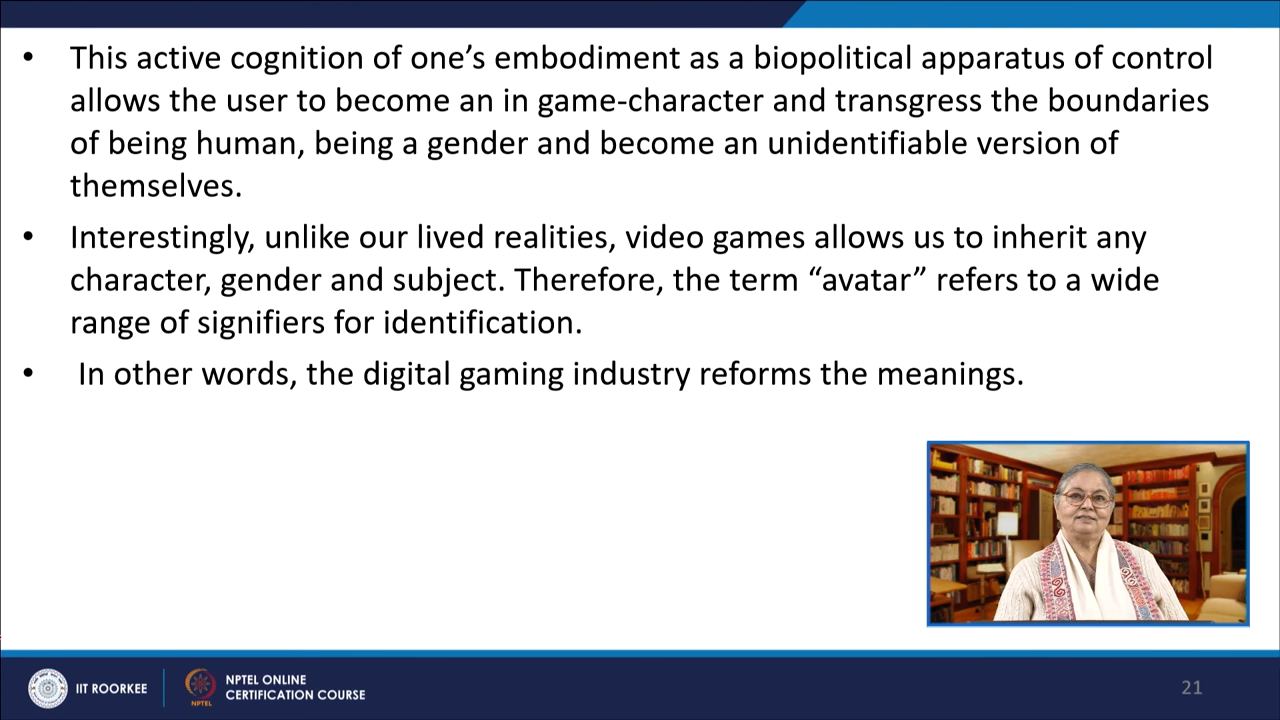 • This active cognition of one’s embodiment as a biopolitical apparatus of control
allows the user to become an in game-character and transgress the boundaries
of being human, being a gender and become an unidentifiable version of
themselves.
• Interestingly, unlike our lived realities, video games allows us to inherit any
character, gender and subject. Therefore, the term “avatar” refers to a wide
range of signifiers for identification.
• In other words, the digital gaming industry reforms the meanings.
IIT ROORKEE
NPTEL
NPTEL ONLINE
CERTIFICATION COURSE
21